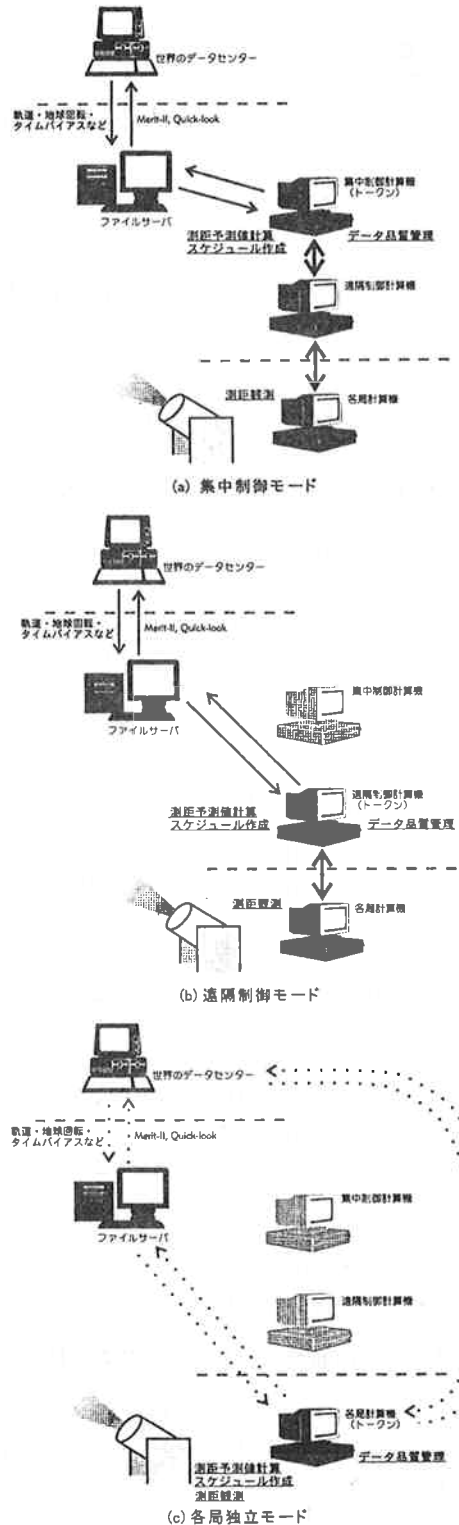 世界のデータセンター
軌道・地球回転・
タイムバイアスなど
Merit-II, Quick-look
ファイルサーバ
集中制御計算機
(トークン)
測距予測値計算
スケジュール作成
データ品質管理
遠隔制御計算機
測距観測
各局計算機
(a) 集中制御モード
世界のデータセンター
軌道・地球回転・
タイムバイアスなど
Merit-II, Quick-look
ファイルサーバ
集中制御計算機
遠隔制御計算機
(トークン)
測距予測値計算
スケジュール作成
データ品質管理
測距観測
各局計算機
(b) 遠隔制御モード
世界のデータセンター
軌道・地球回転・
タイムバイアスなど
Merit-II, Quick-look
ファイルサーバ
集中制御計算機
遠隔制御計算機
各局計算機
(トークン)
データ品質管理
測距予測値計算
スケジュール作成
測距観測
(c) 各局独立モード